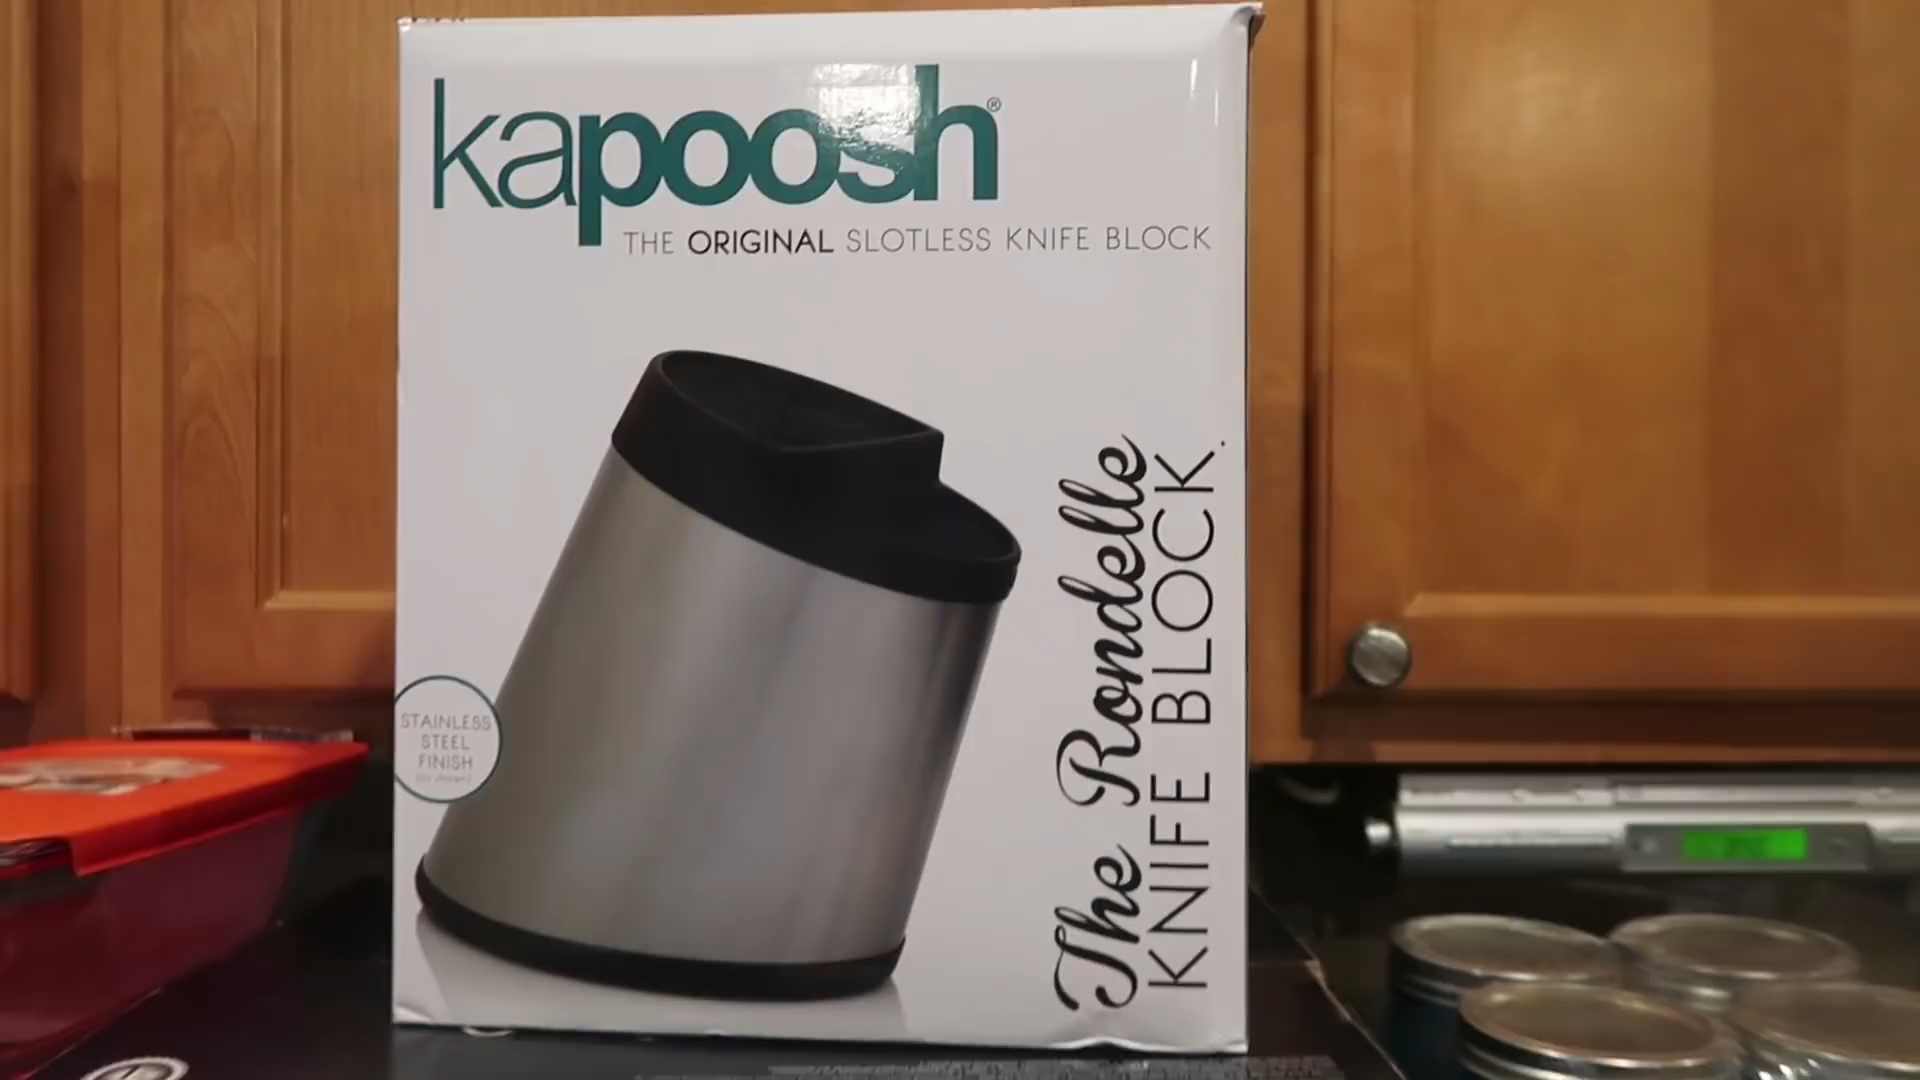 kapoosh®
THE ORIGINAL SLOTLESS KNIFE BLOCK
The Rondelle
KNIFE BLOCK
STAINLESS
STEEL
FINISH